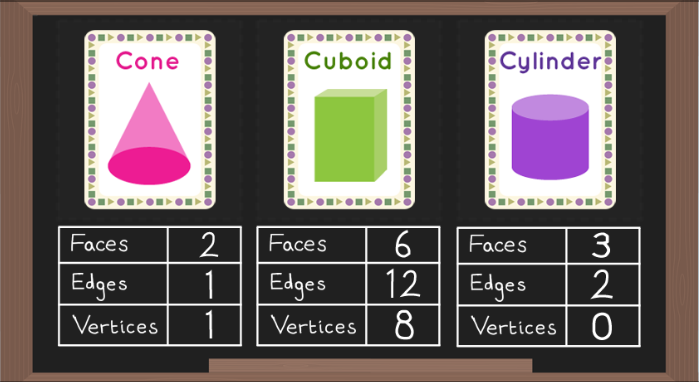 Cone
Cuboid
Cylinder
Faces 2
Edges 1
Vertices 1
Faces 6
Edges 12
Vertices 8
Faces 3
Edges 2
Vertices 0